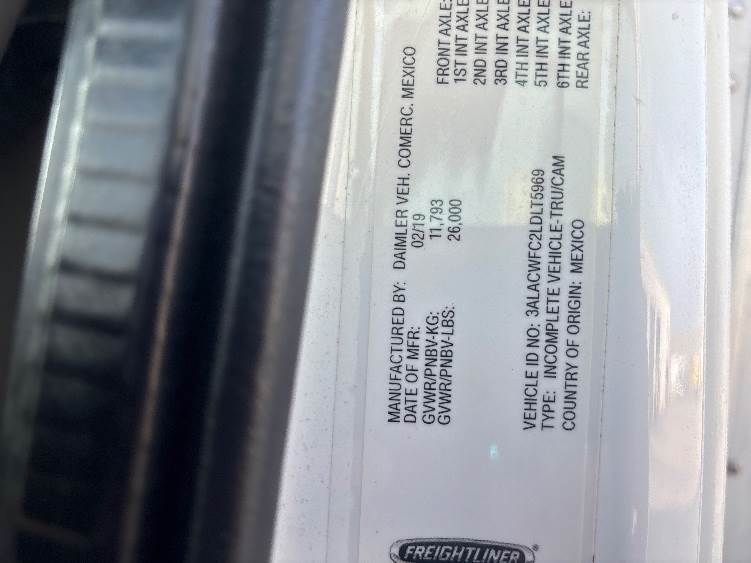 FREIGHTLINER®
MANUFACTURED BY: DAIMLER VEH. COMERC. MEXICO
DATE OF MFR: 02/19
GVWR/PNBV-KG: 11,793
GVWR/PNBV-LBS: 26,000
FRONT AXLE:
1ST INT AXLE
2ND INT AXLE
3RD INT AXLE
4TH INT AXLE
5TH INT AXLE
6TH INT AXLE
REAR AXLE:
VEHICLE ID NO: 3ALACWFC2LDLT5969
TYPE: INCOMPLETE VEHICLE-TRU/CAM
COUNTRY OF ORIGIN: MEXICO